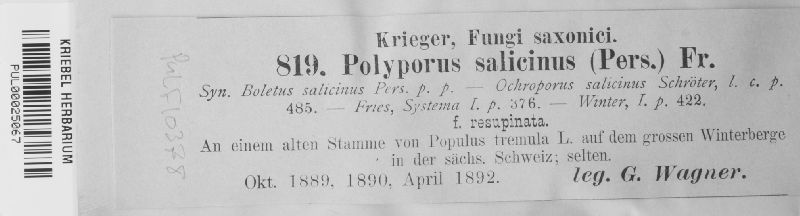 KRIEBEL HERBARIUM
PUL00025067
PULF10378
Krieger, Fungi saxonici.
819. Polyporus salicinus (Pers.) Fr.
Syn. Boletus salicinus Pers. p. p. — Ochroporus salicinus Schröter, l. c. p.
485. — Fries, Systema I. p. 376. — Winter, I. p. 422.
f. resupinata.
An einem alten Stamme von Populus tremula L. auf dem grossen Winterberge
in der sächs. Schweiz; selten.
Okt. 1889, 1890, April 1892. leg. G. Wagner.